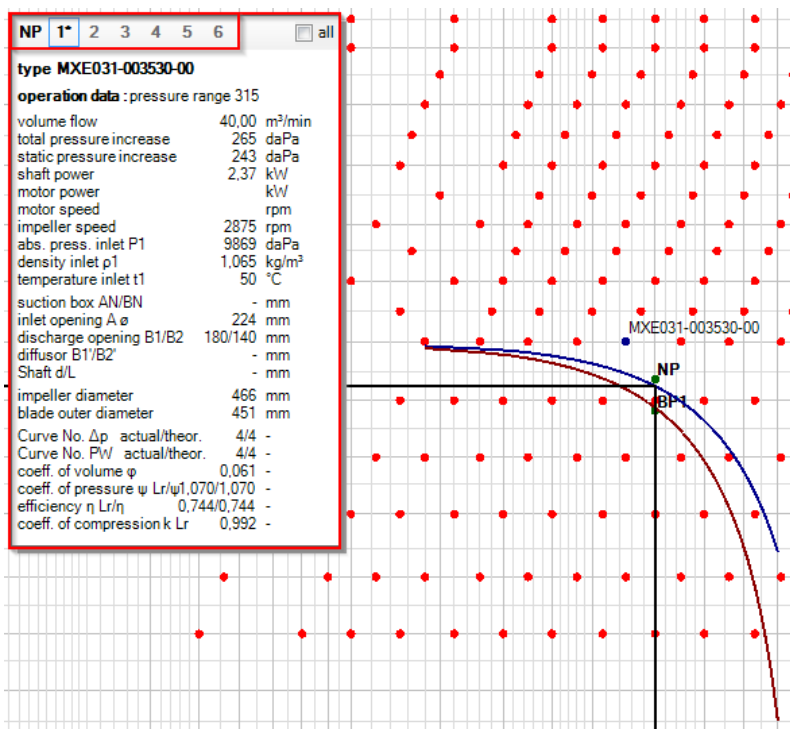 NP 1* 2 3 4 5 6 all
type MXE031-003530-00
operation data : pressure range 315
volume flow 40,00 m³/min
total pressure increase 265 daPa
static pressure increase 243 daPa
shaft power 2,37 kW
motor power kW
motor speed rpm
impeller speed 2875 rpm
abs. press. inlet P1 9869 daPa
density inlet ρ1 1,065 kg/m³
temperature inlet t1 50 °C
suction box AN/BN - mm
inlet opening A ø 224 mm
discharge opening B1/B2 180/140 mm
diffusor B1'/B2' - mm
Shaft d/L - mm
impeller diameter 466 mm
blade outer diameter 451 mm
Curve No. Δp actual/theor. 4/4 -
Curve No. PW actual/theor. 4/4 -
coeff. of volume φ 0,061 -
coeff. of pressure ψ Lr/ψ1,070/1,070 -
efficiency η Lr/η 0,744/0,744 -
coeff. of compression k Lr 0,992 -
MXE031-003530-00
NP
BP1